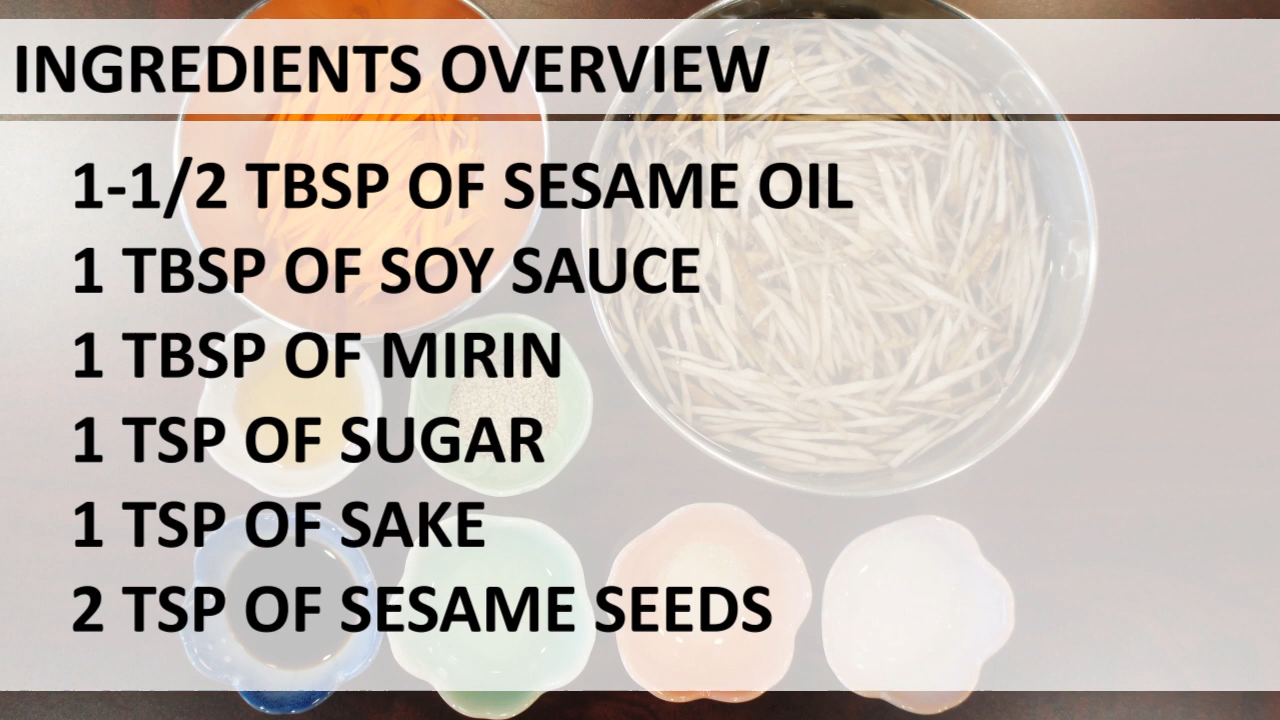 INGREDIENTS OVERVIEW
1-1/2 TBSP OF SESAME OIL
1 TBSP OF SOY SAUCE
1 TBSP OF MIRIN
1 TSP OF SUGAR
1 TSP OF SAKE
2 TSP OF SESAME SEEDS